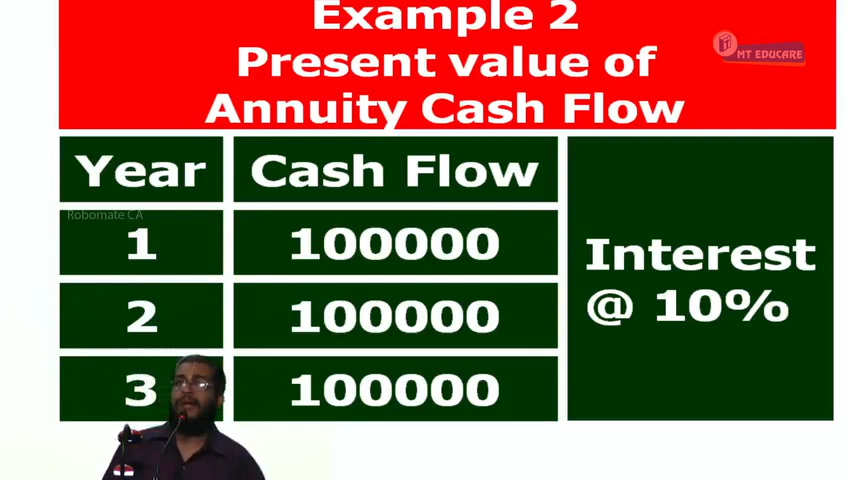 Example 2
Present value of
Annuity Cash Flow
MT EDUCARE
Year
Cash Flow
Robomate CA
1
100000
Interest
@ 10%
2
100000
3
100000